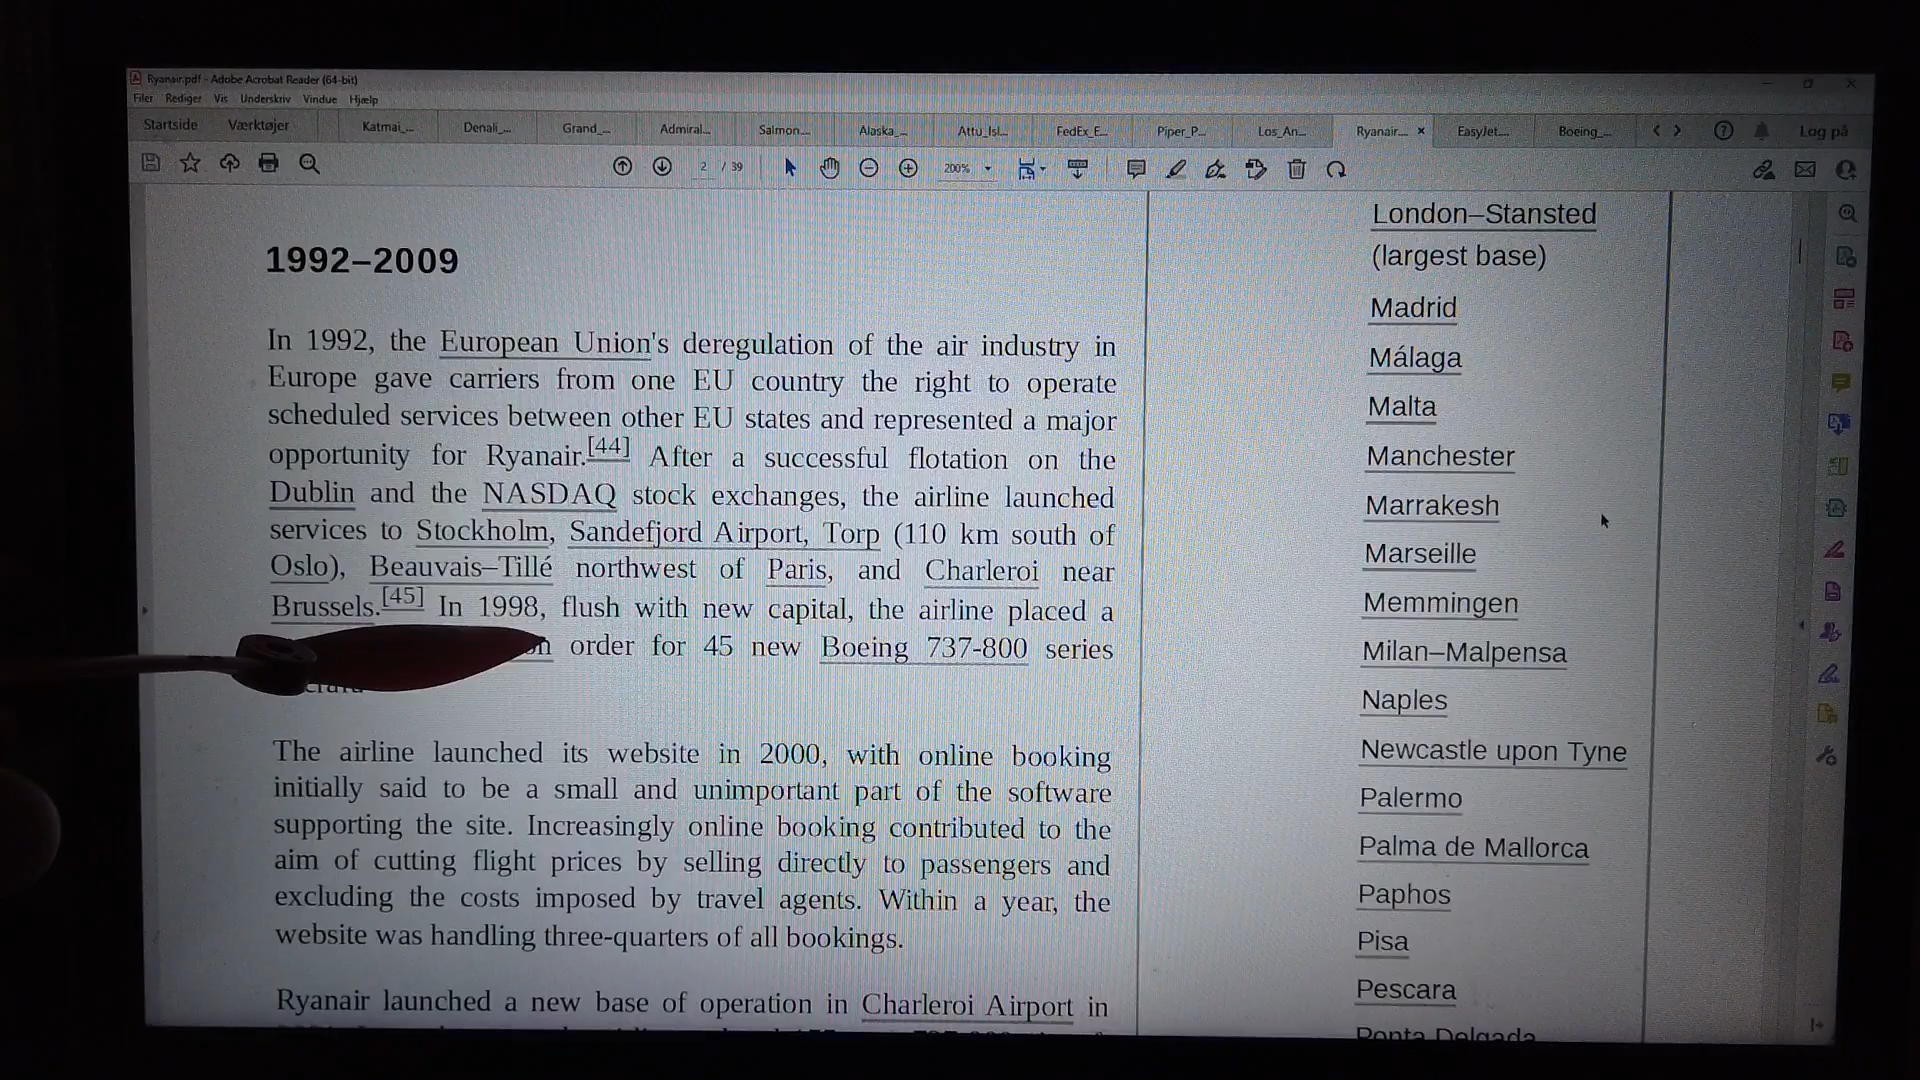 Ryanair.pdf - Adobe Acrobat Reader (64-bit)
Filer Rediger Vis Underskriv Vindue Hjælp
Startside Værktøjer Katmai_... Denali_... Grand_... Admiral... Salmon... Alaska_... Attu_Isl... FedEx_E... Piper_P... Los_An... Ryanair... × EasyJet.... Boeing_... Log på
2 / 39 200%
1992–2009
In 1992, the European Union's deregulation of the air industry in
Europe gave carriers from one EU country the right to operate
scheduled services between other EU states and represented a major
opportunity for Ryanair.[44] After a successful flotation on the
Dublin and the NASDAQ stock exchanges, the airline launched
services to Stockholm, Sandefjord Airport, Torp (110 km south of
Oslo), Beauvais–Tillé northwest of Paris, and Charleroi near
Brussels.[45] In 1998, flush with new capital, the airline placed a
order for 45 new Boeing 737-800 series
The airline launched its website in 2000, with online booking
initially said to be a small and unimportant part of the software
supporting the site. Increasingly online booking contributed to the
aim of cutting flight prices by selling directly to passengers and
excluding the costs imposed by travel agents. Within a year, the
website was handling three-quarters of all bookings.
Ryanair launched a new base of operation in Charleroi Airport in
London–Stansted
(largest base)
Madrid
Málaga
Malta
Manchester
Marrakesh
Marseille
Memmingen
Milan–Malpensa
Naples
Newcastle upon Tyne
Palermo
Palma de Mallorca
Paphos
Pisa
Pescara
Ponta Delgada